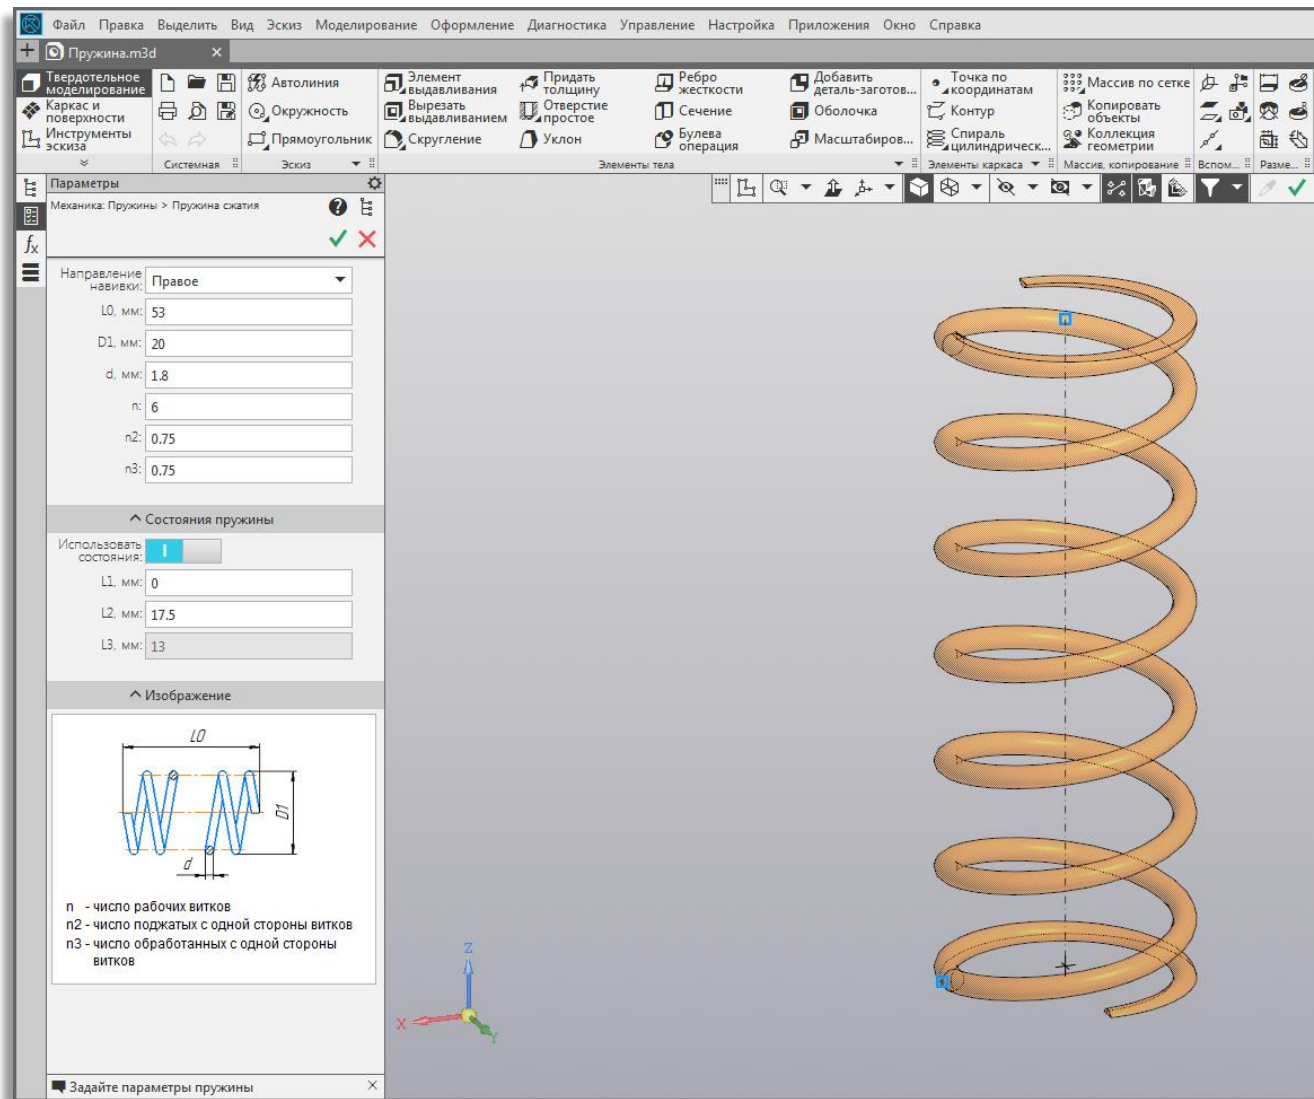 Файл Правка Выделить Вид Эскиз Моделирование Оформление Диагностика Управление Настройка Приложения Окно Справка
Пружина.m3d
Твердотельное
моделирование
Каркас и
поверхности
Инструменты
эскиза
Системная
Автолиния
Окружность
Прямоугольник
Эскиз
Элемент
выдавливания
Вырезать
выдавливанием
Скругление
Придать
толщину
Отверстие
простое
Уклон
Ребро
жесткости
Сечение
Булева
операция
Добавить
деталь-заготов...
Оболочка
Масштабиров...
Элементы тела
Точка по
координатам
Контур
Спираль
цилиндрическ...
Элементы каркаса
Массив по сетке
Копировать
объекты
Коллекция
геометрии
Массив, копирование
Вспом...
Разме...
Параметры
Механика: Пружины > Пружина сжатия
Направление
навивки: Правое
L0, мм: 53
D1, мм: 20
d, мм: 1.8
n: 6
n2: 0.75
n3: 0.75
Состояния пружины
Использовать
состояния:
L1, мм: 0
L2, мм: 17.5
L3, мм: 13
Изображение
L0
D1
d
n - число рабочих витков
n2 - число поджатых с одной стороны витков
n3 - число обработанных с одной стороны
витков
Задайте параметры пружины
Z
X
Y